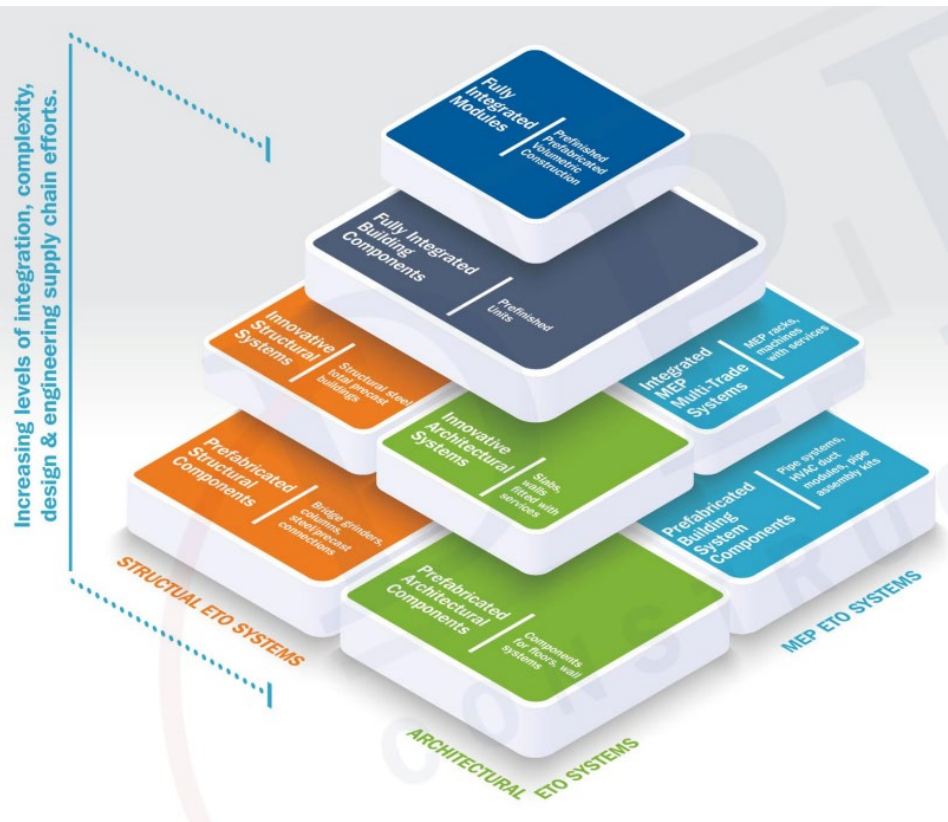 Increasing levels of integration, complexity,
design & engineering supply chain efforts.
Fully
Integrated
Modules
Prefinished
Prefabricated
Volumetric
Construction
Fully Integrated
Building
Components
Prefinished
Units
Innovative
Structural
Systems
Structural steel
total precast
buildings
Innovative
Architectural
Systems
Slabs,
walls
fitted with
services
Integrated
MEP
Multi-Trade
Systems
MEP racks,
machines
with services
Prefabricated
Structural
Components
Bridge grinders,
columns,
steel/precast
connections
Prefabricated
Architectural
Components
Components
for floors, wall
systems
Prefabricated
Building
System
Components
Pipe systems,
HVAC duct
modules, pipe
assembly kits
STRUCTUAL ETO SYSTEMS
ARCHITECTURAL ETO SYSTEMS
MEP ETO SYSTEMS